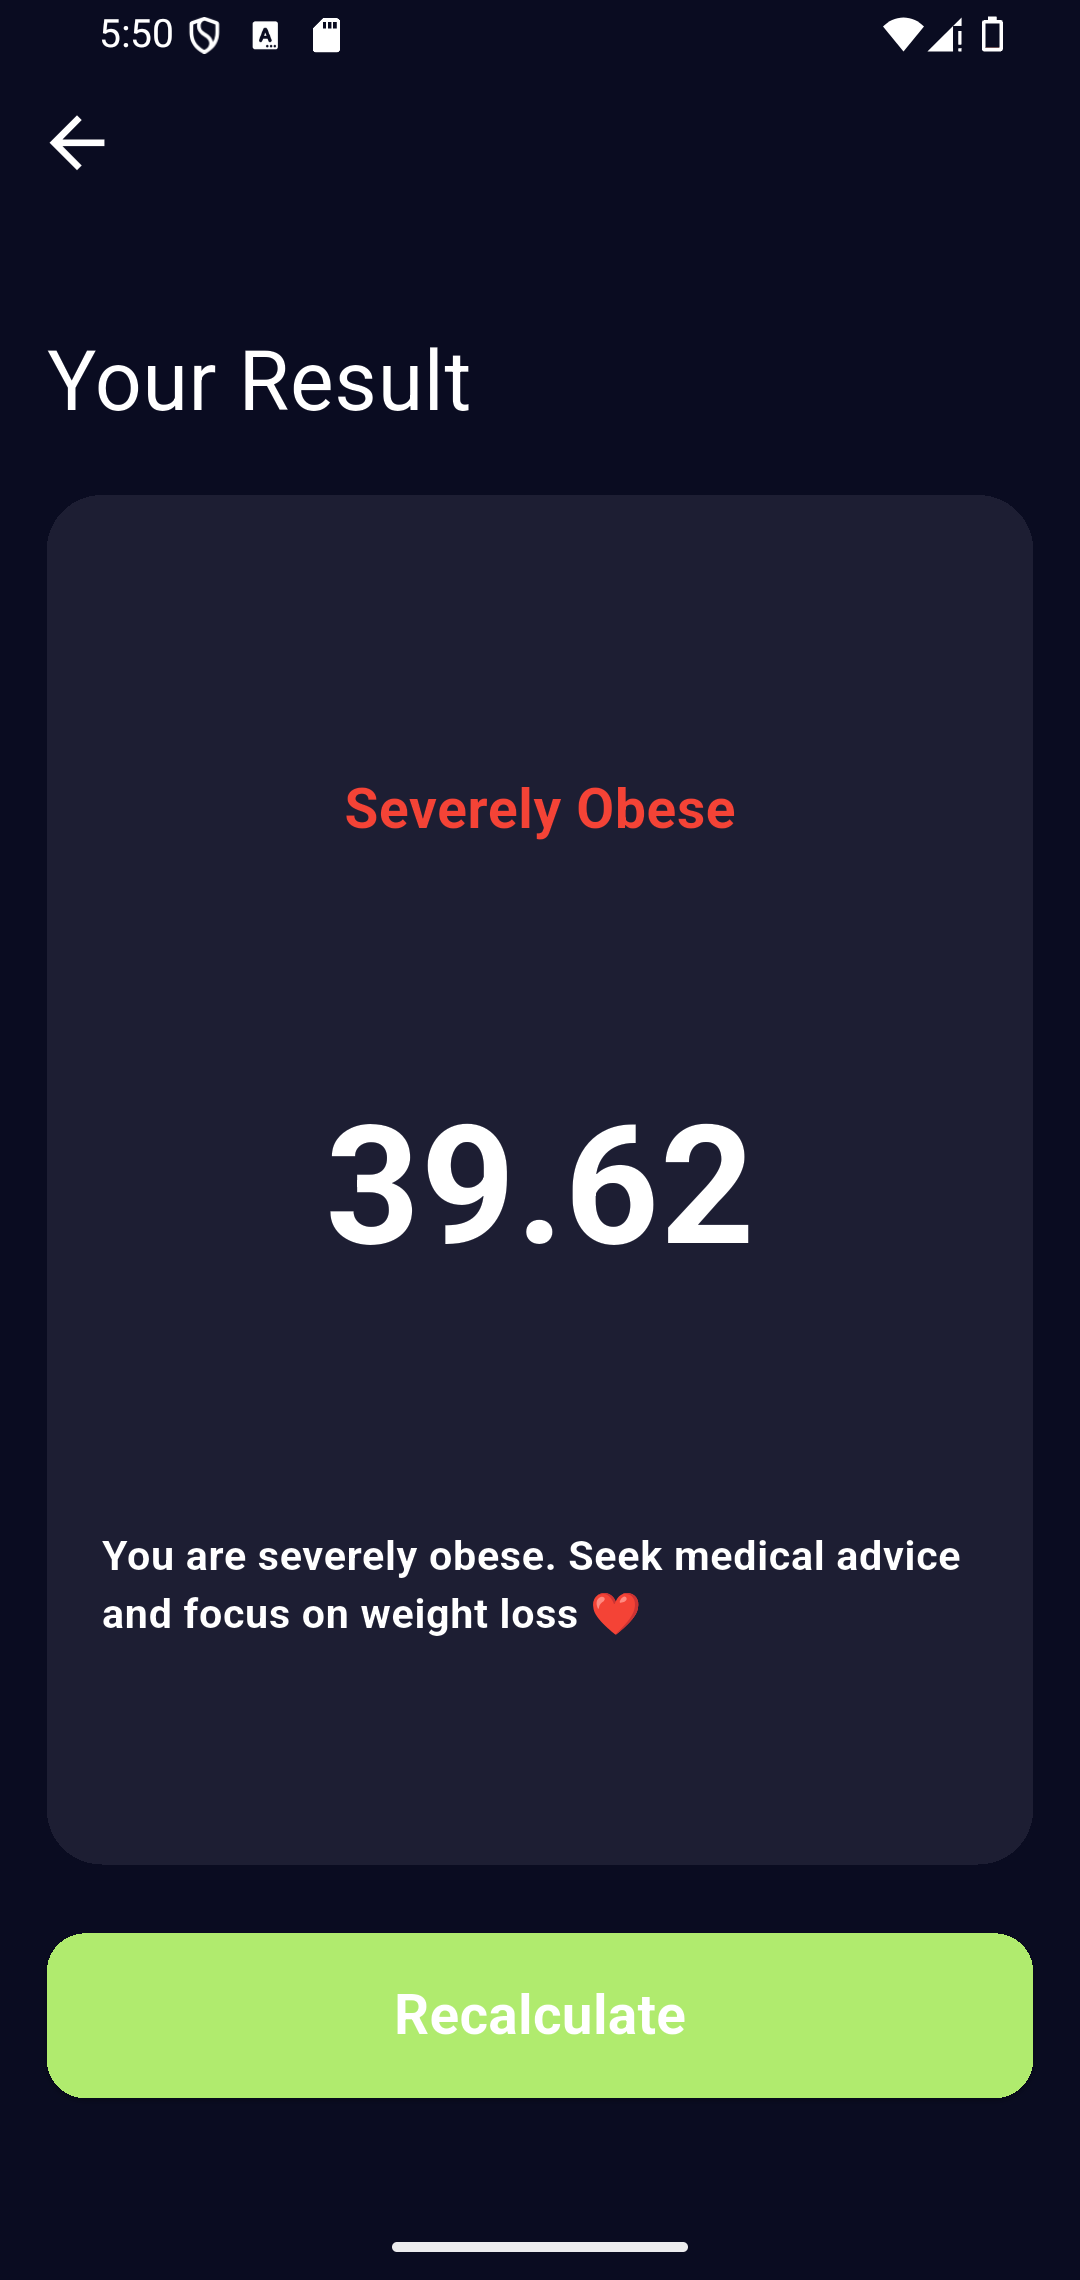 5:50
Your Result
Severely Obese
39.62
You are severely obese. Seek medical advice
and focus on weight loss ❤️
Recalculate